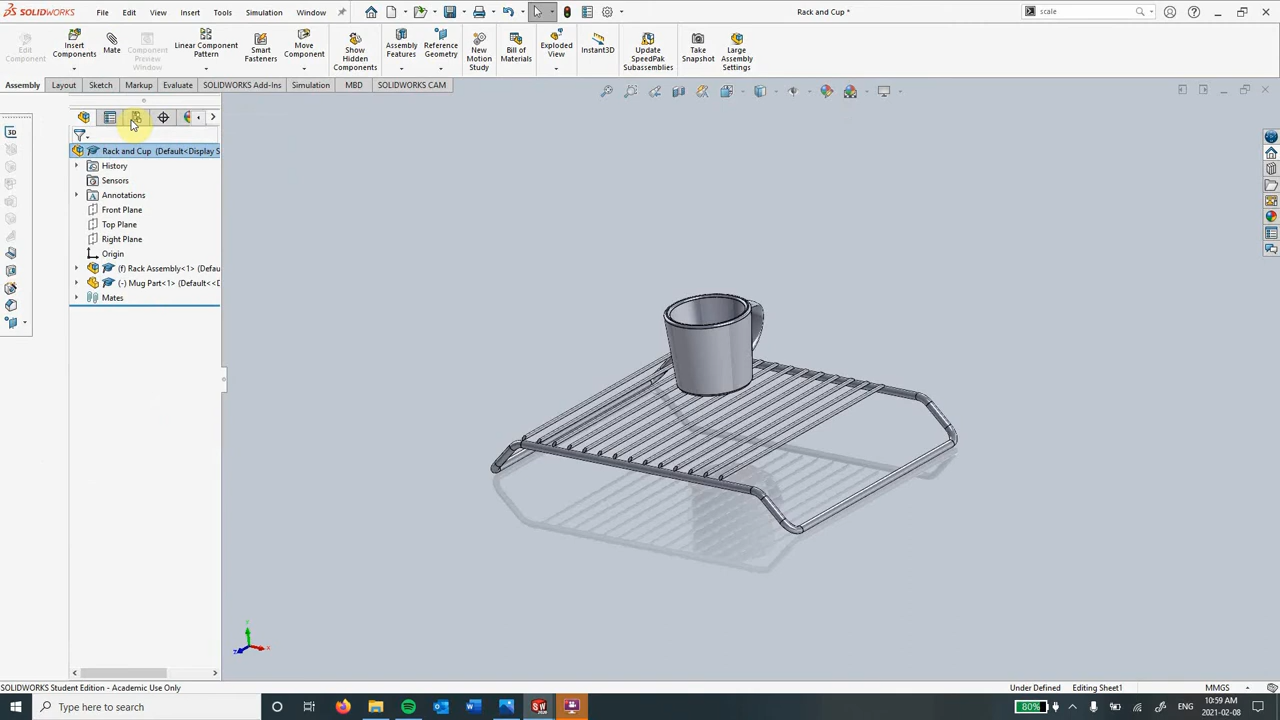 SOLIDWORKS File Edit View Insert Tools Simulation Window Rack and Cup * scale
Edit Component
Insert Components
Mate
Component Preview Window
Linear Component Pattern
Smart Fasteners
Move Component
Show Hidden Components
Assembly Features
Reference Geometry
New Motion Study
Bill of Materials
Exploded View
Instant3D
Update SpeedPak Subassemblies
Take Snapshot
Large Assembly Settings
Assembly Layout Sketch Markup Evaluate SOLIDWORKS Add-Ins Simulation MBD SOLIDWORKS CAM
Rack and Cup (Default<Display S
History
Sensors
Annotations
Front Plane
Top Plane
Right Plane
Origin
(f) Rack Assembly<1> (Defau
(-) Mug Part<1> (Default<<D
Mates
SOLIDWORKS Student Edition - Academic Use Only Under Defined Editing Sheet1 MMGS
Type here to search 80% ENG 10:59 AM
2021-02-08